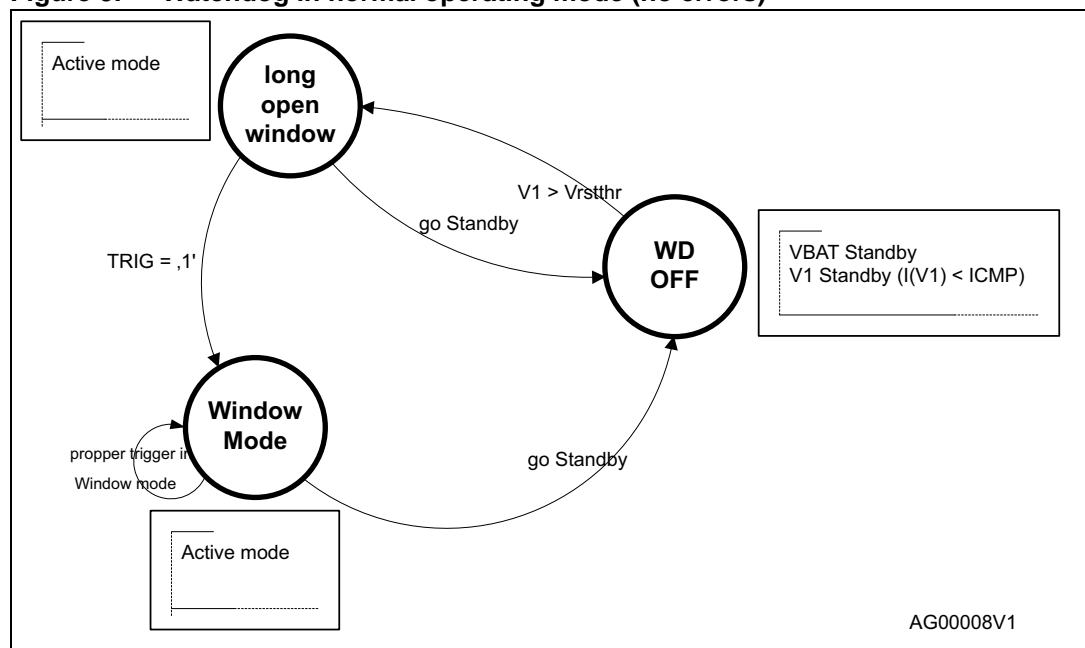 Active mode
long
open
window
V1 > Vrstthr
go Standby
WD
OFF
VBAT Standby
V1 Standby (I(V1) < ICMP)
TRIG = ,1'
Window
Mode
propper trigger in
Window mode
go Standby
Active mode
AG00008V1